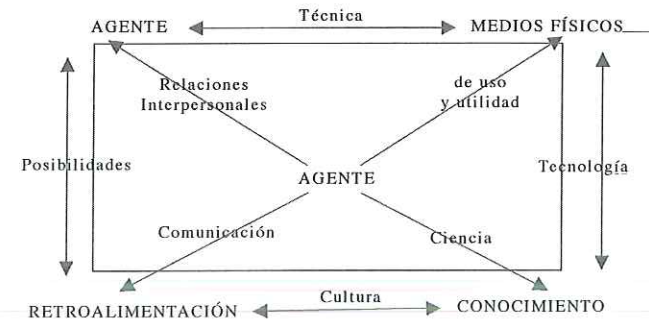 Técnica
AGENTE
MEDIOS FÍSICOS
Relaciones
Interpersonales
de uso
y utilidad
Posibilidades
AGENTE
Tecnología
Comunicación
Ciencia
RETROALIMENTACIÓN
Cultura
CONOCIMIENTO